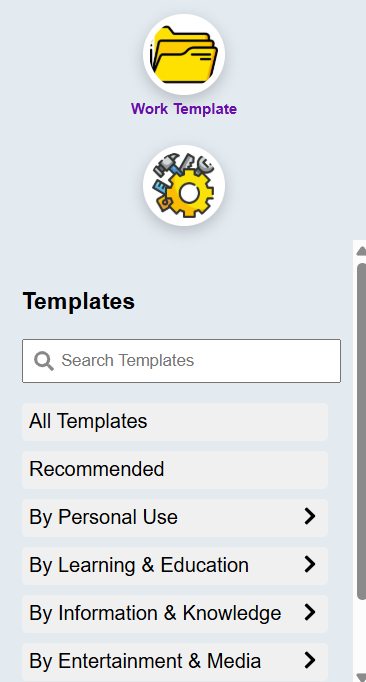 Work Template
Templates
Search Templates
All Templates
Recommended
By Personal Use
By Learning & Education
By Information & Knowledge
By Entertainment & Media